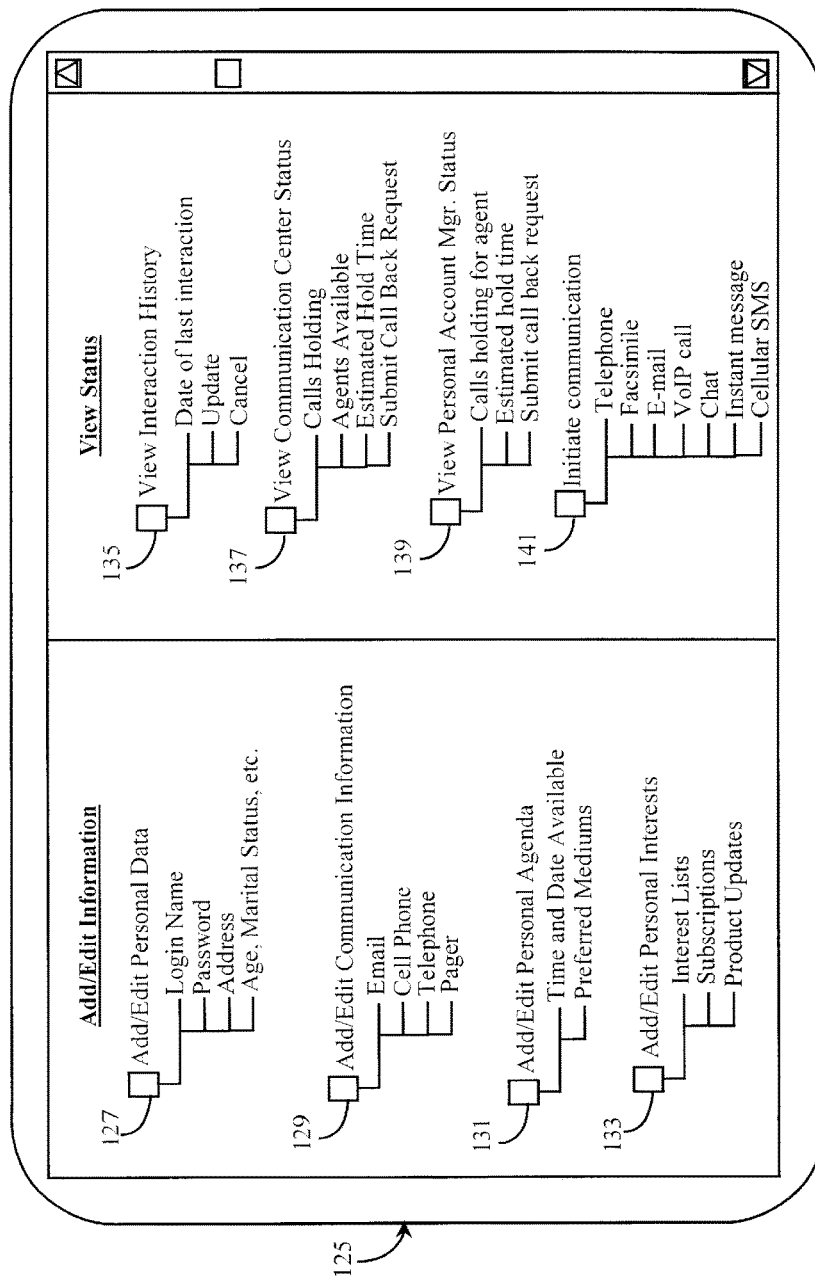 Add/Edit Information
127
Add/Edit Personal Data
Login Name
Password
Address
Age, Marital Status, etc.
129
Add/Edit Communication Information
Email
Cell Phone
Telephone
Pager
131
Add/Edit Personal Agenda
Time and Date Available
Preferred Mediums
133
Add/Edit Personal Interests
Interest Lists
Subscriptions
Product Updates
View Status
135
View Interaction History
Date of last interaction
Update
Cancel
137
View Communication Center Status
Calls Holding
Agents Available
Estimated Hold Time
Submit Call Back Request
139
View Personal Account Mgr. Status
Calls holding for agent
Estimated hold time
Submit call back request
141
Initiate communication
Telephone
Facsimile
E-mail
VoIP call
Chat
Instant message
Cellular SMS
125